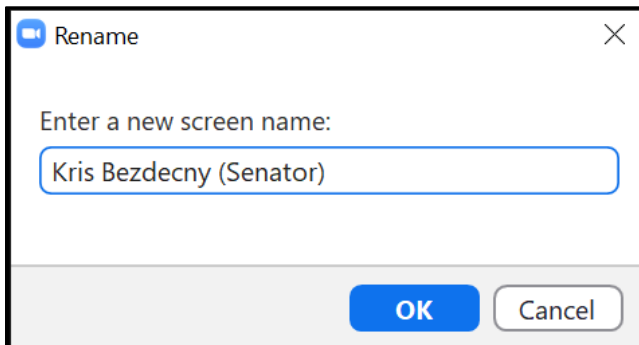 Rename
Enter a new screen name:
Kris Bezdecny (Senator)
OK Cancel